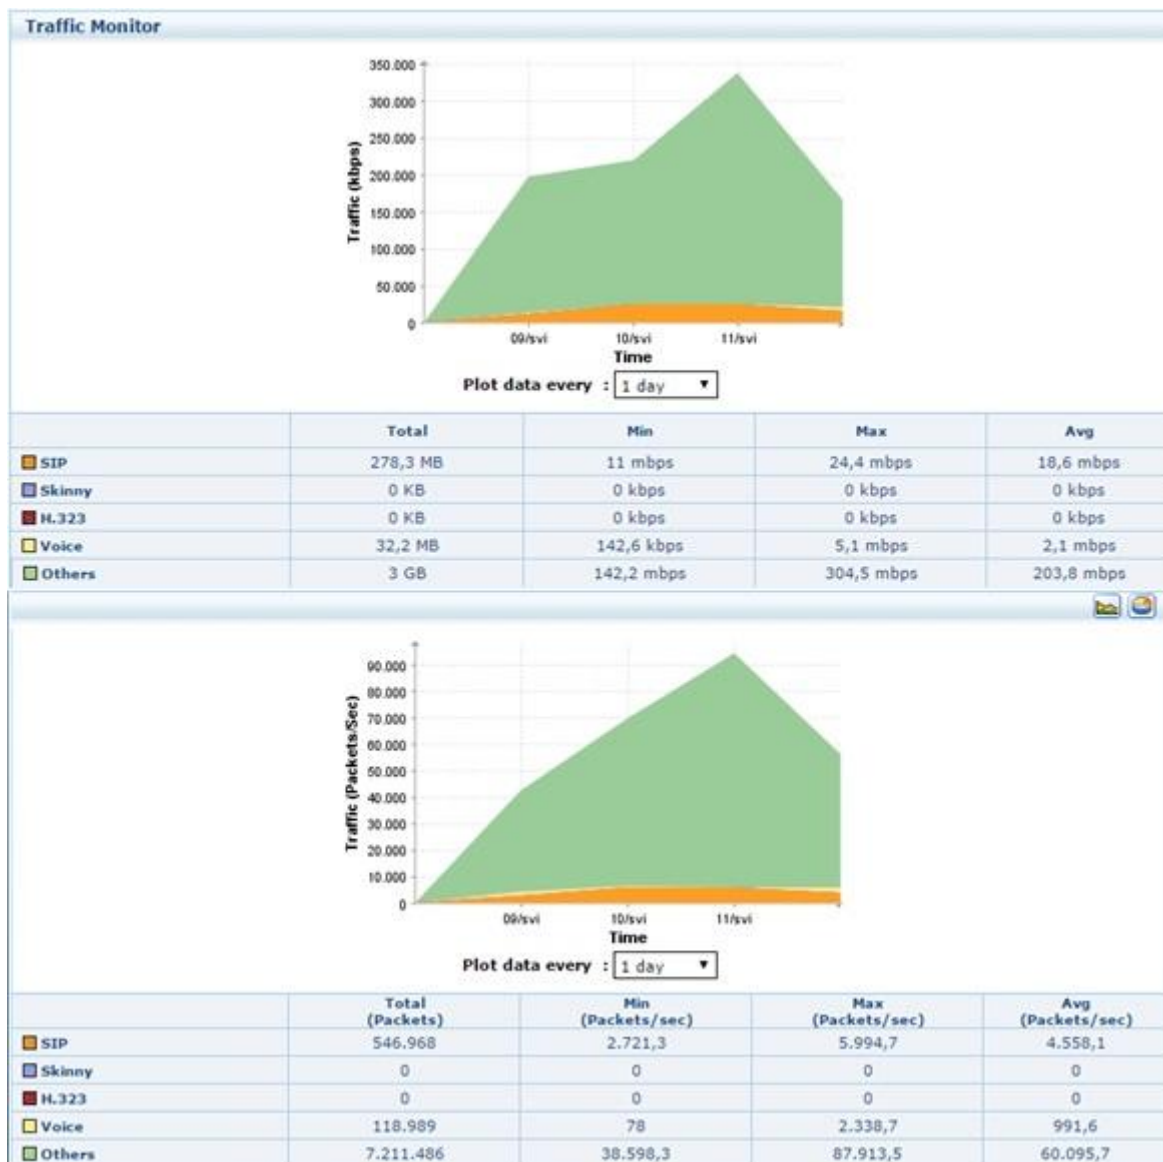 Traffic Monitor
350.000
300.000
250.000
200.000
150.000
100.000
50.000
0
Traffic (kbps)
09/svi 10/svi 11/svi
Time
Plot data every : 1 day
Total Min Max Avg
SIP 278,3 MB 11 mbps 24,4 mbps 18,6 mbps
Skinny 0 KB 0 kbps 0 kbps 0 kbps
H.323 0 KB 0 kbps 0 kbps 0 kbps
Voice 32,2 MB 142,6 kbps 5,1 mbps 2,1 mbps
Others 3 GB 142,2 mbps 304,5 mbps 203,8 mbps
90.000
80.000
70.000
60.000
50.000
40.000
30.000
20.000
10.000
0
Traffic (Packets/Sec)
09/svi 10/svi 11/svi
Time
Plot data every : 1 day
Total Min Max Avg
(Packets) (Packets/sec) (Packets/sec) (Packets/sec)
SIP 546.968 2.721,3 5.994,7 4.558,1
Skinny 0 0 0 0
H.323 0 0 0 0
Voice 118.989 78 2.338,7 991,6
Others 7.211.486 38.598,3 87.913,5 60.095,7